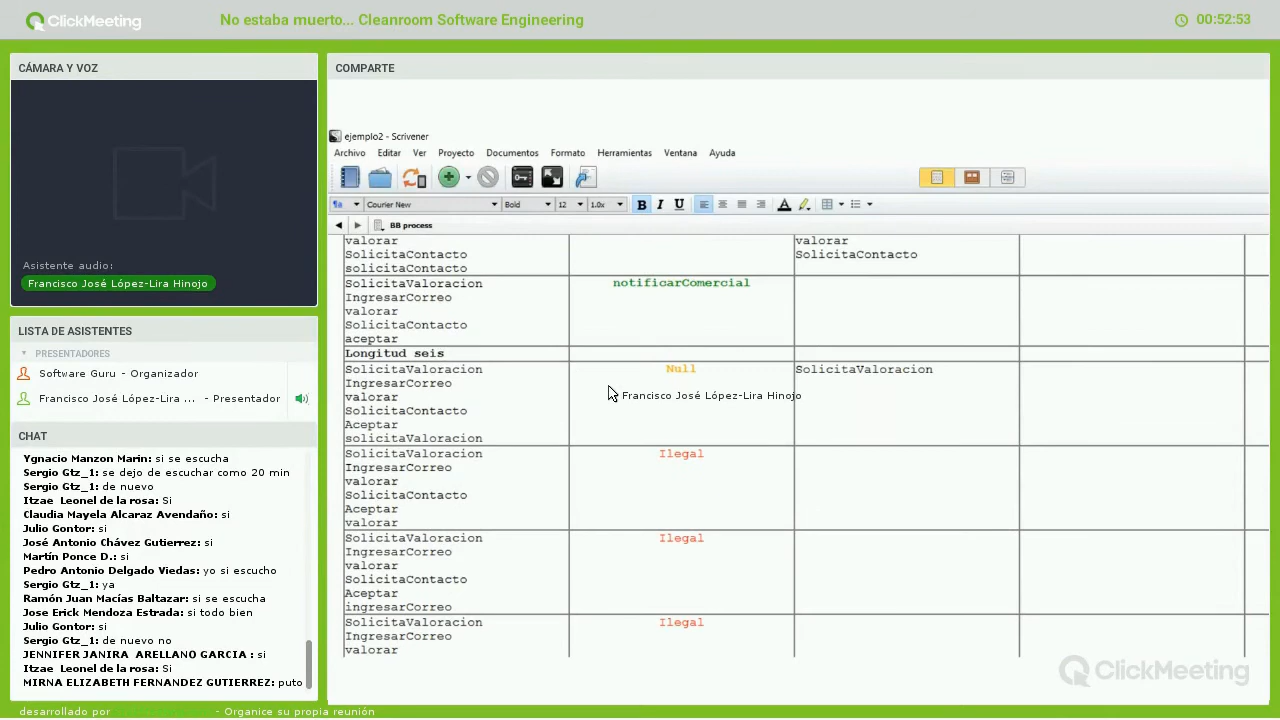 ClickMeeting
No estaba muerto... Cleanroom Software Engineering
00:52:53
CÁMARA Y VOZ
Asistente audio:
Francisco José López-Lira Hinojo
LISTA DE ASISTENTES
PRESENTADORES
Software Guru - Organizador
Francisco José López-Lira ... - Presentador
CHAT
Ygnacio Manzon Marin: si se escucha
Sergio Gtz_1: se dejo de escuchar como 20 min
Sergio Gtz_1: de nuevo
Itzae Leonel de la rosa: Si
Claudia Mayela Alcaraz Avendaño: si
Julio Gontor: si
José Antonio Chávez Gutierrez: si
Martín Ponce D.: si
Pedro Antonio Delgado Viedas: yo si escucho
Sergio Gtz_1: ya
Ramón Juan Macías Baltazar: si se escucha
Jose Erick Mendoza Estrada: si todo bien
Julio Gontor: si
Sergio Gtz_1: de nuevo no
JENNIFER JANIRA ARELLANO GARCIA : si
Itzae Leonel de la rosa: Si
MIRNA ELIZABETH FERNANDEZ GUTIERREZ: puto
desarrollado por - Organice su propia reunión
COMPARTE
ejemplo2 - Scrivener
Archivo Editar Ver Proyecto Documentos Formato Herramientas Ventana Ayuda
Courier New Bold 12 1.0x B I U A
BB process
valorar valorar
SolicitaContacto SolicitaContacto
solicitaContacto
SolicitaValoracion notificarComercial
IngresarCorreo
valorar
SolicitaContacto
aceptar
Longitud seis
SolicitaValoracion Null SolicitaValoracion
IngresarCorreo
Francisco José López-Lira Hinojo
valorar
SolicitaContacto
Aceptar
solicitaValoracion
SolicitaValoracion Ilegal
IngresarCorreo
valorar
SolicitaContacto
Aceptar
valorar
SolicitaValoracion Ilegal
IngresarCorreo
valorar
SolicitaContacto
Aceptar
ingresarCorreo
SolicitaValoracion Ilegal
IngresarCorreo
valorar
ClickMeeting